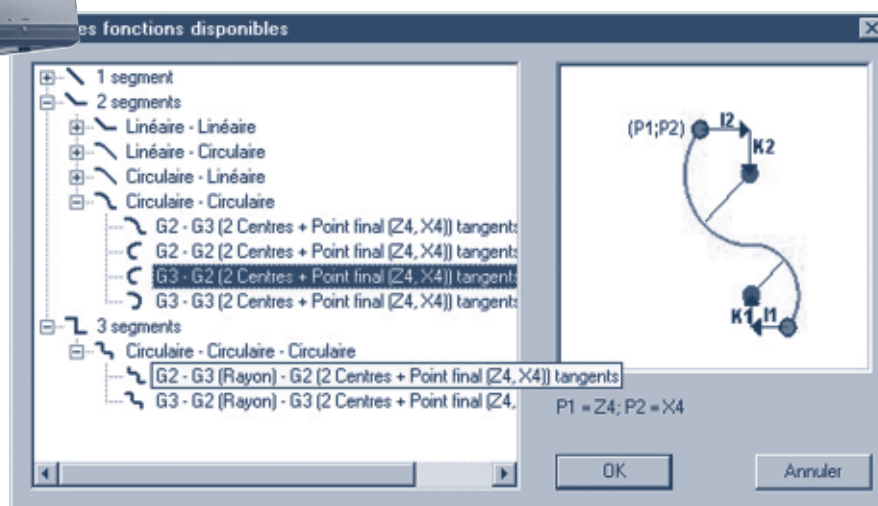 es fonctions disponibles
1 segment
2 segments
Linéaire - Linéaire
Linéaire - Circulaire
Circulaire - Linéaire
Circulaire - Circulaire
G2 - G3 (2 Centres + Point final (Z4, X4)) tangents
G2 - G2 (2 Centres + Point final (Z4, X4)) tangents
G3 - G2 (2 Centres + Point final (Z4, X4)) tangents
G3 - G3 (2 Centres + Point final (Z4, X4)) tangents
3 segments
Circulaire - Circulaire - Circulaire
G2 - G3 (Rayon) - G2 (2 Centres + Point final (Z4, X4)) tangents
G3 - G2 (Rayon) - G3 (2 Centres + Point final (Z4,
(P1;P2)
I2
K2
K1
I1
P1 = Z4; P2 = X4
OK
Annuler